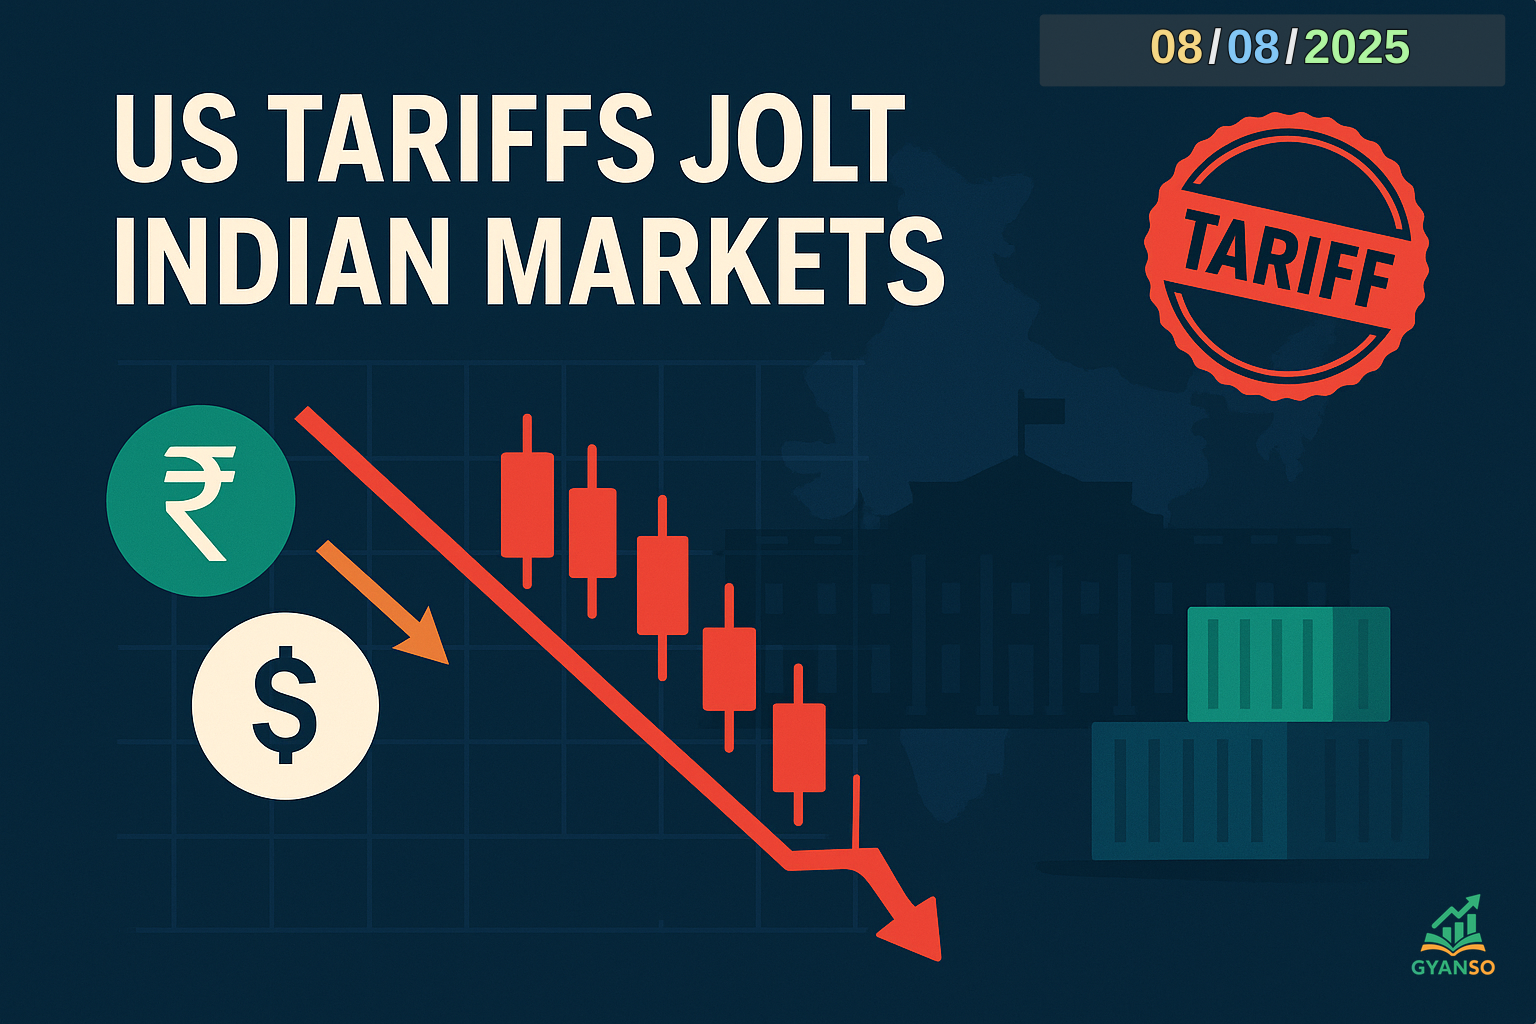 08/08/2025
US TARIFFS JOLT
INDIAN MARKETS
TARIFF
₹
$
GYANSO